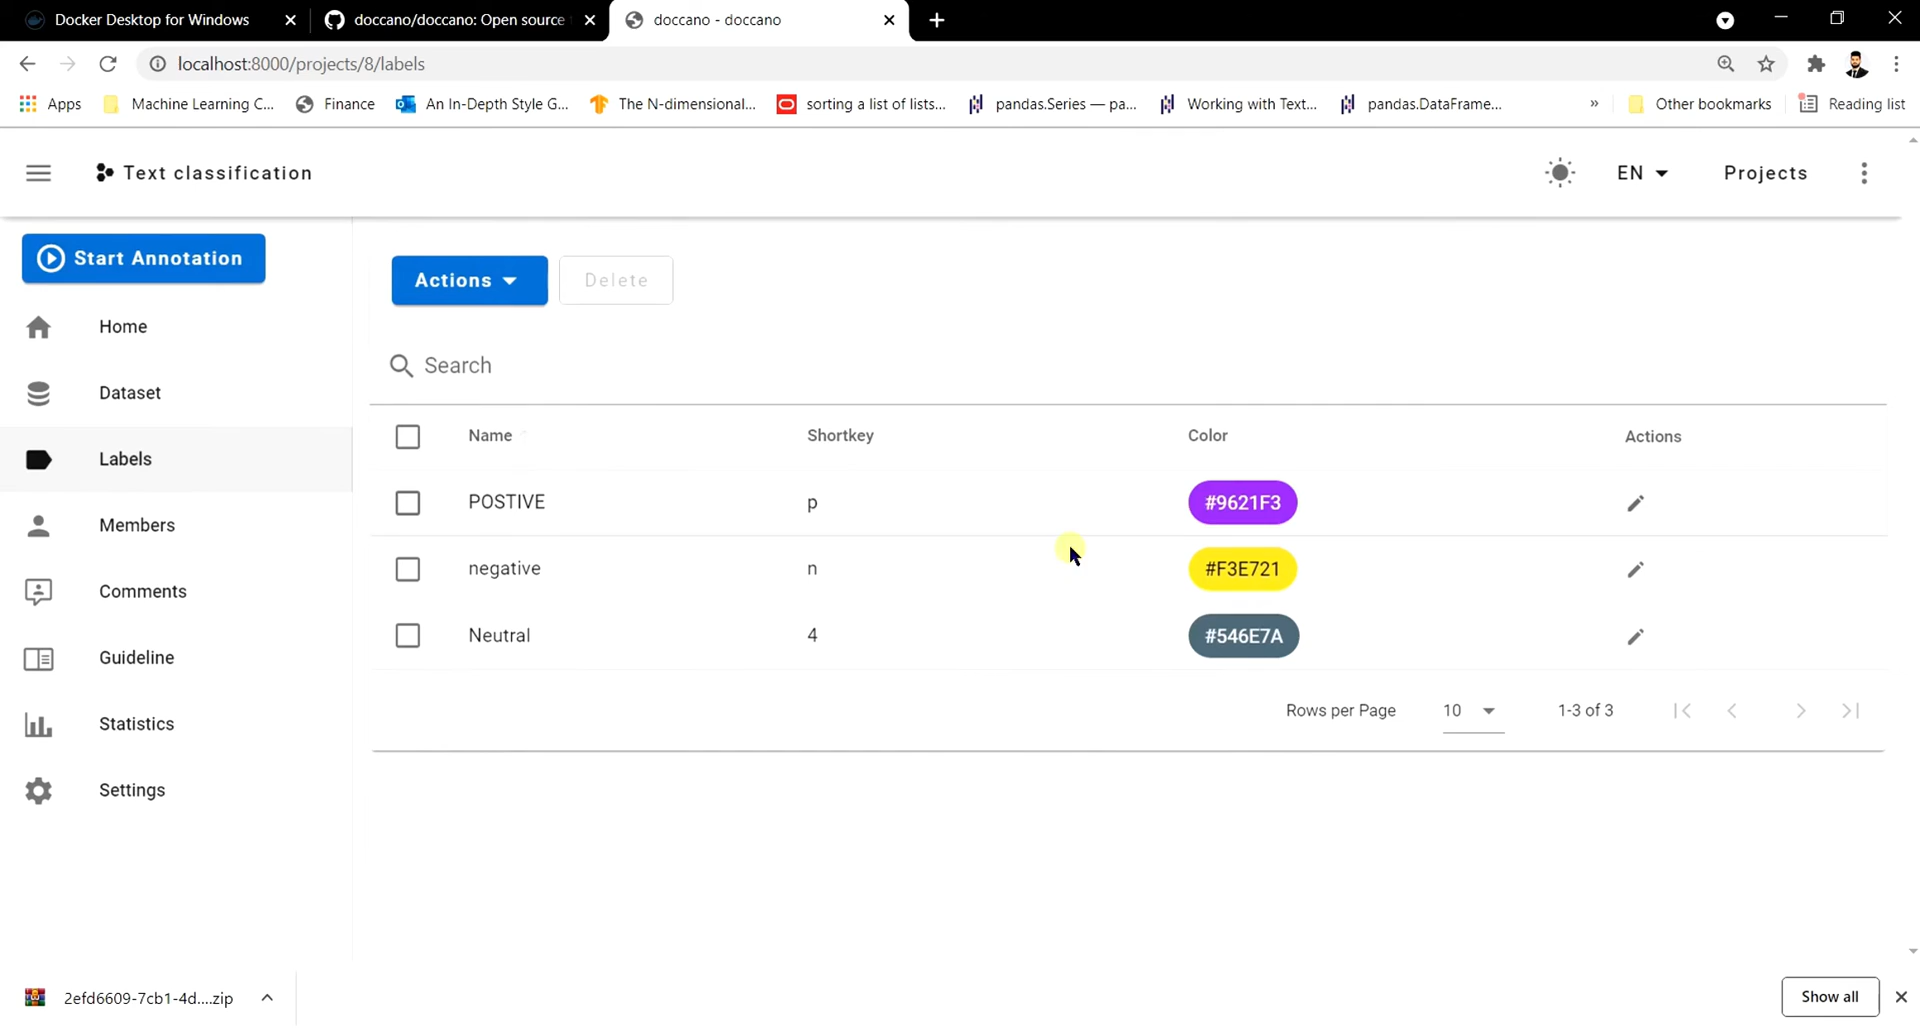 Docker Desktop for Windows
doccano/doccano: Open source
doccano - doccano
localhost:8000/projects/8/labels
Apps
Machine Learning C...
Finance
An In-Depth Style G...
The N-dimensional...
sorting a list of lists...
pandas.Series — pa...
Working with Text...
pandas.DataFrame...
»
Other bookmarks
Reading list
Text classification
EN
Projects
Start Annotation
Actions
Delete
Home
Search
Dataset
Name
Shortkey
Color
Actions
Labels
POSTIVE
p
#9621F3
Members
negative
n
#F3E721
Comments
Neutral
4
#546E7A
Guideline
Rows per Page
10
1-3 of 3
Statistics
Settings
2efd6609-7cb1-4d....zip
Show all